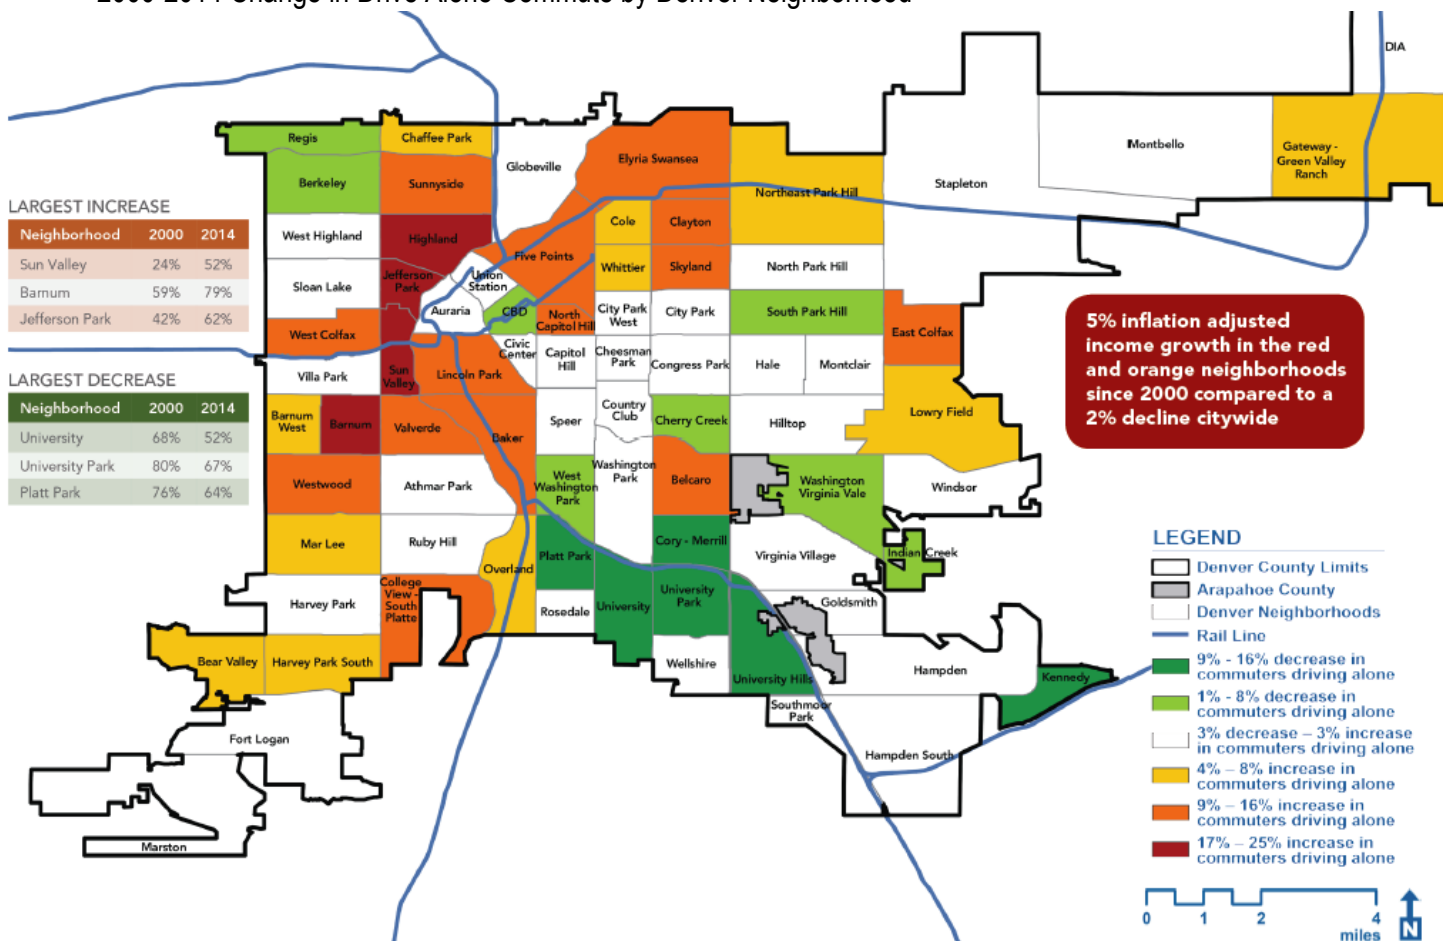 2000-2014 Change in Drive Alone Commute by Denver Neighborhood
DIA
Regis
Chaffee Park
Globeville
Elyria Swansea
Montbello
Gateway -
Green Valley
Ranch
Berkeley
Sunnyside
Northeast Park Hill
Stapleton
LARGEST INCREASE
Neighborhood 2000 2014
Sun Valley 24% 52%
Barnum 59% 79%
Jefferson Park 42% 62%
West Highland
Highland
Cole
Clayton
Five Points
Whittier
Skyland
North Park Hill
Sloan Lake
Jefferson
Park
Union
Station
Auraria
CBD
North
Capitol Hill
City Park
West
City Park
South Park Hill
East Colfax
5% inflation adjusted
income growth in the red
and orange neighborhoods
since 2000 compared to a
2% decline citywide
West Colfax
Civic
Center
Capitol
Hill
Cheesman
Park
Congress Park
Hale
Montclair
Villa Park
Sun
Valley
Lincoln Park
LARGEST DECREASE
Neighborhood 2000 2014
University 68% 52%
University Park 80% 67%
Platt Park 76% 64%
Barnum
West
Barnum
Valverde
Baker
Speer
Country
Club
Cherry Creek
Hilltop
Lowry Field
Westwood
Athmar Park
West
Washington
Park
Washington
Park
Belcaro
Washington
Virginia Vale
Windsor
Mar Lee
Ruby Hill
Overland
Platt Park
Cory - Merrill
Virginia Village
Indian Creek
Harvey Park
College
View -
South
Platte
Rosedale
University
University
Park
Goldsmith
Bear Valley
Harvey Park South
Wellshire
University Hills
Hampden
Kennedy
Southmoor
Park
Fort Logan
Hampden South
Marston
LEGEND
Denver County Limits
Arapahoe County
Denver Neighborhoods
Rail Line
9% - 16% decrease in
commuters driving alone
1% - 8% decrease in
commuters driving alone
3% decrease – 3% increase
in commuters driving alone
4% – 8% increase in
commuters driving alone
9% – 16% increase in
commuters driving alone
17% – 25% increase in
commuters driving alone
0 1 2 4
miles
N